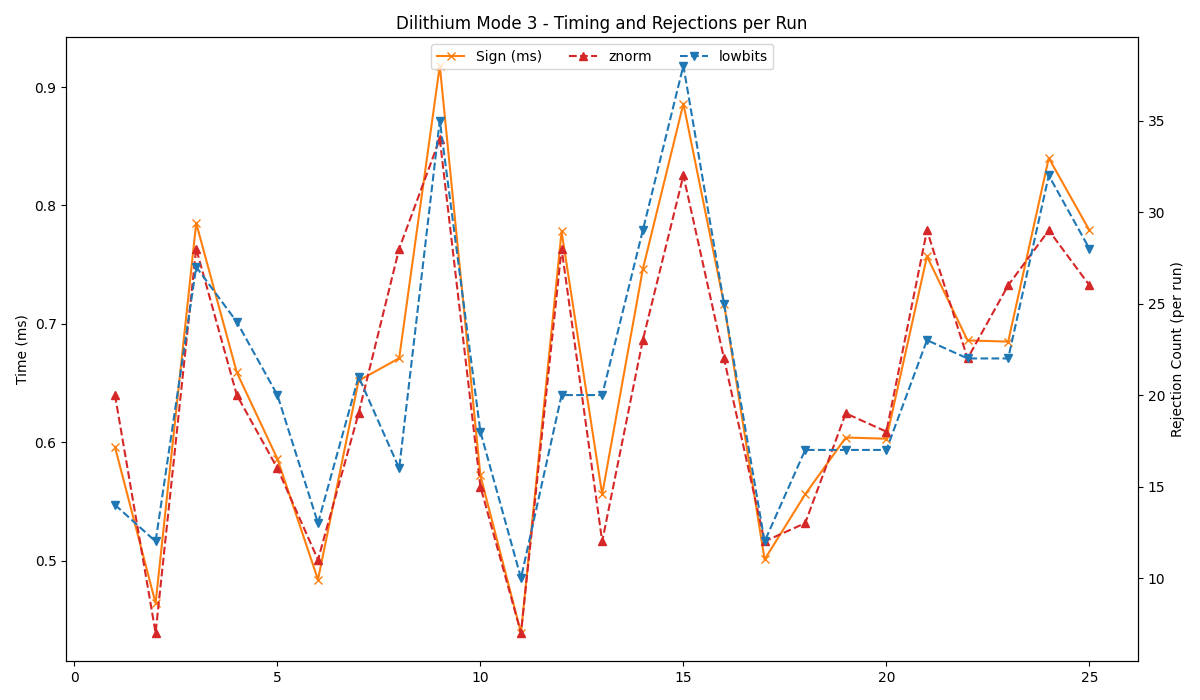 Dilithium Mode 3 - Timing and Rejections per Run
Sign (ms) znorm lowbits
Time (ms)
0.9
0.8
0.7
0.6
0.5
35
30
25
20
15
10
Rejection Count (per run)
0 5 10 15 20 25